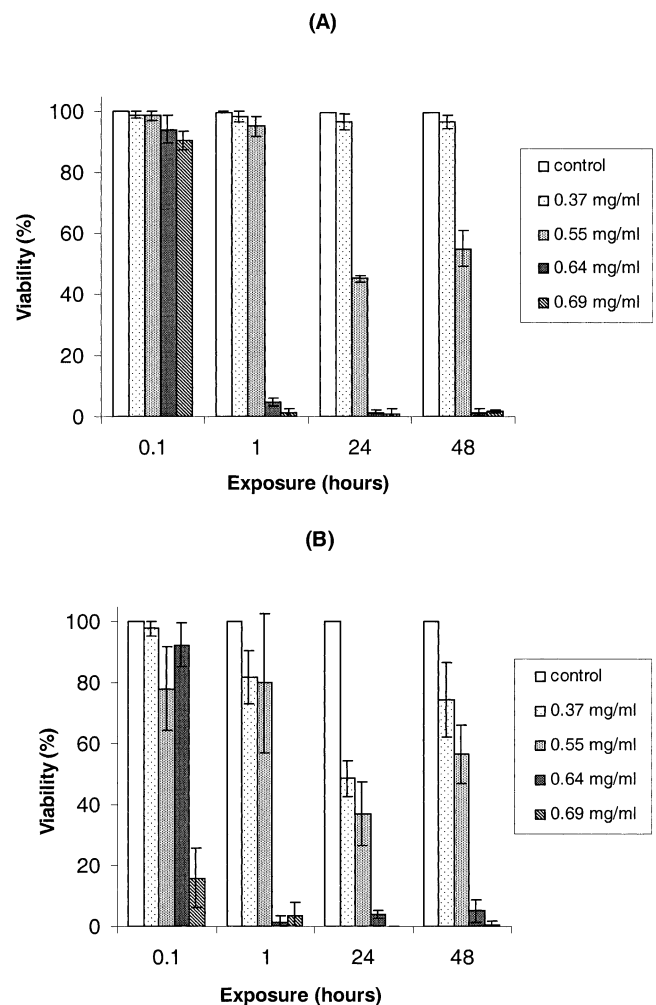 (A)
100
80
60
40
20
0
Viability (%)
0.1 1 24 48
Exposure (hours)
control
0.37 mg/ml
0.55 mg/ml
0.64 mg/ml
0.69 mg/ml
(B)
100
80
60
40
20
0
Viability (%)
0.1 1 24 48
Exposure (hours)
control
0.37 mg/ml
0.55 mg/ml
0.64 mg/ml
0.69 mg/ml